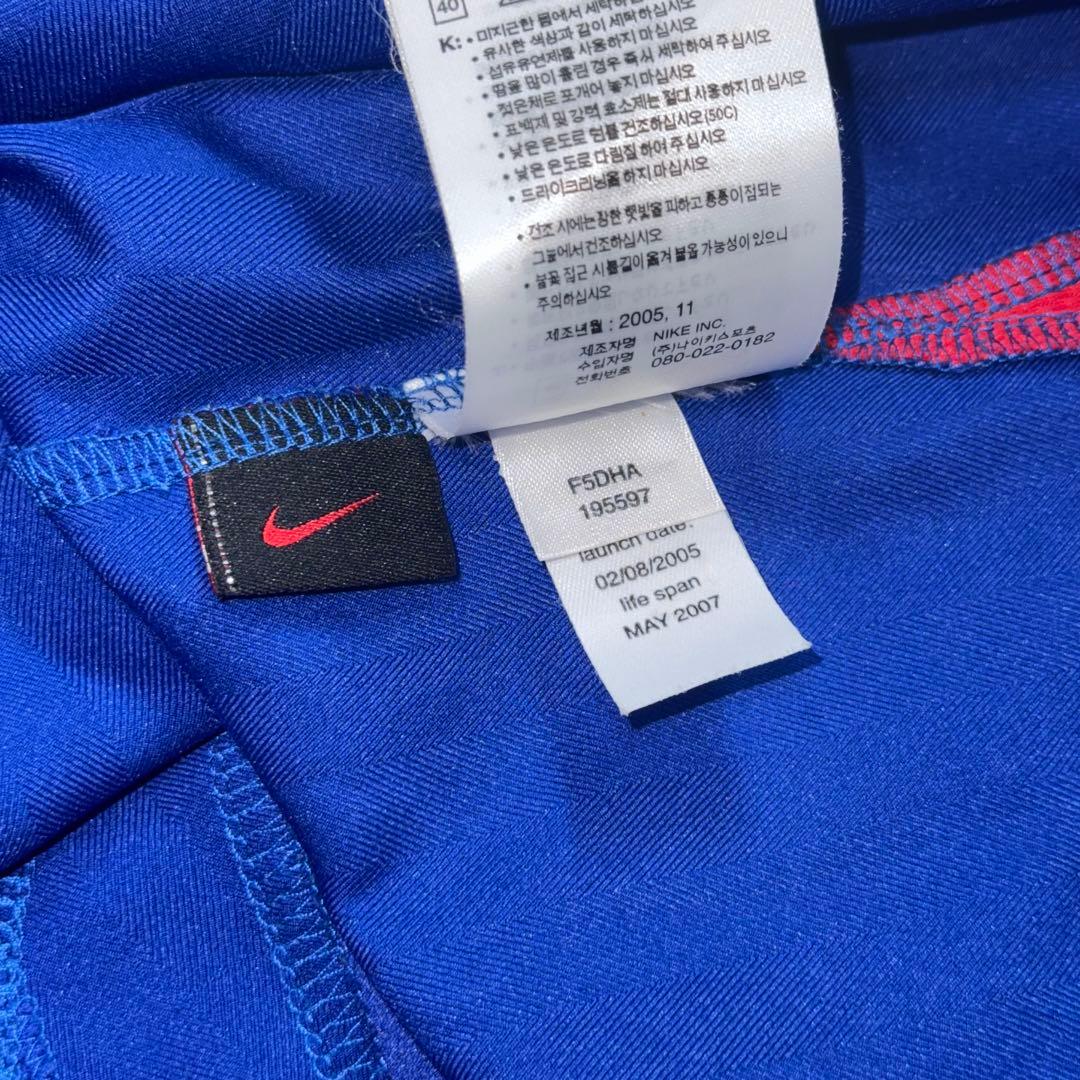 40
K: • 미지근한 물에서 세탁하십시오
• 유사한 색상과 같이 세탁하십시오
• 섬유유연제를 사용하지 마십시오
• 땀을 많이 흘린 경우 즉시 세탁하여 주십시오
• 젖은채로 포개어 놓지 마십시오
• 표백제 및 강력 효소제는 절대 사용하지 마십시오
• 낮은 온도로 텀블 건조하십시오(50C)
• 낮은 온도로 다림질 하여 주십시오
• 드라이크리닝을 하지 마십시오
• 건조 시에는 강한 햇빛을 피하고 통풍이 잘되는
그늘에서 건조하십시오
• 불꽃 접근 시 불길이 옮겨 붙을 가능성이 있으니
주의하십시오
제조년월 : 2005, 11
제조자명 NIKE INC.
수입자명 (주)나이키스포츠
전화번호 080-022-0182
F5DHA
195597
launch date:
02/08/2005
life span
MAY 2007